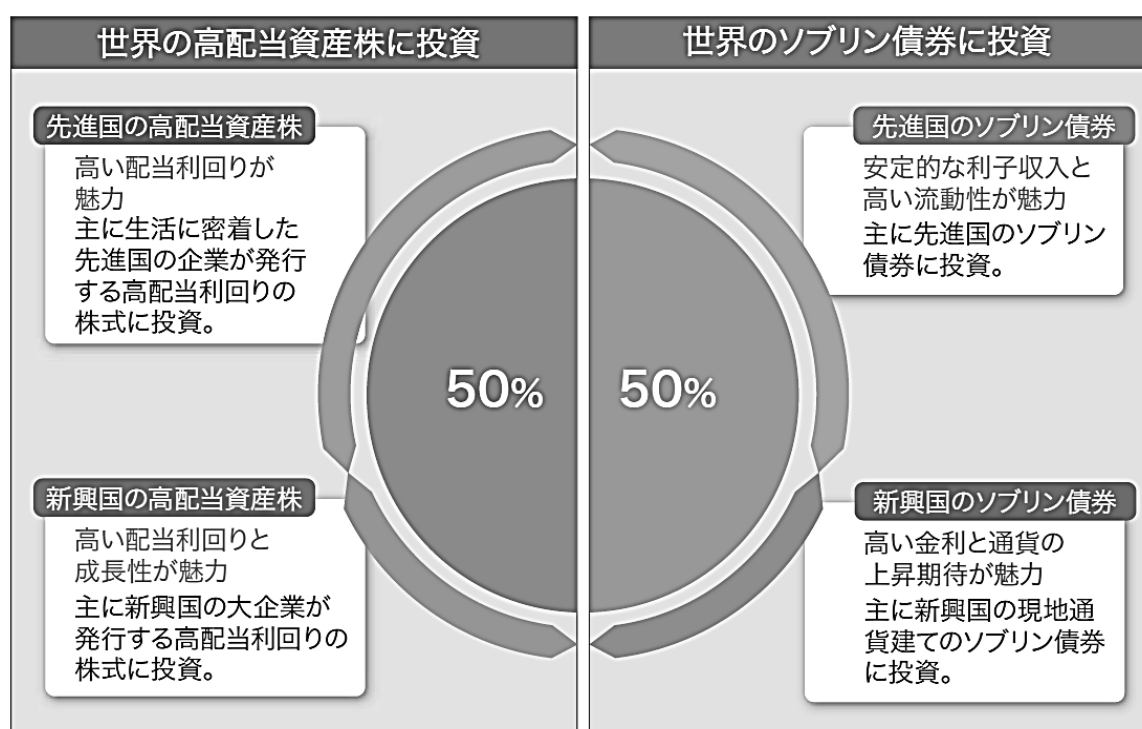 世界の高配当資産株に投資
先進国の高配当資産株
高い配当利回りが
魅力
主に生活に密着した
先進国の企業が発行
する高配当利回りの
株式に投資。
50%
新興国の高配当資産株
高い配当利回りと
成長性が魅力
主に新興国の大企業が
発行する高配当利回りの
株式に投資。
世界のソブリン債券に投資
先進国のソブリン債券
安定的な利子収入と
高い流動性が魅力
主に先進国のソブリン
債券に投資。
50%
新興国のソブリン債券
高い金利と通貨の
上昇期待が魅力
主に新興国の現地通
貨建てのソブリン債券
に投資。